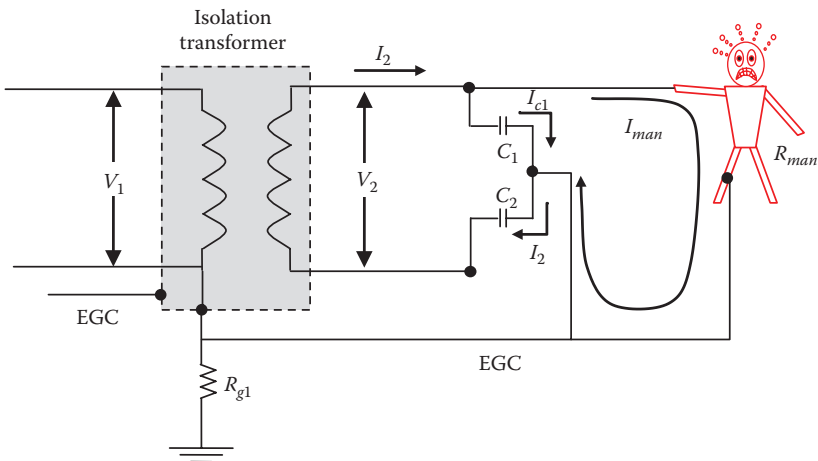 Isolation
transformer
I2
V1
V2
C1
Ic1
C2
I2
Iman
Rman
EGC
EGC
Rg1